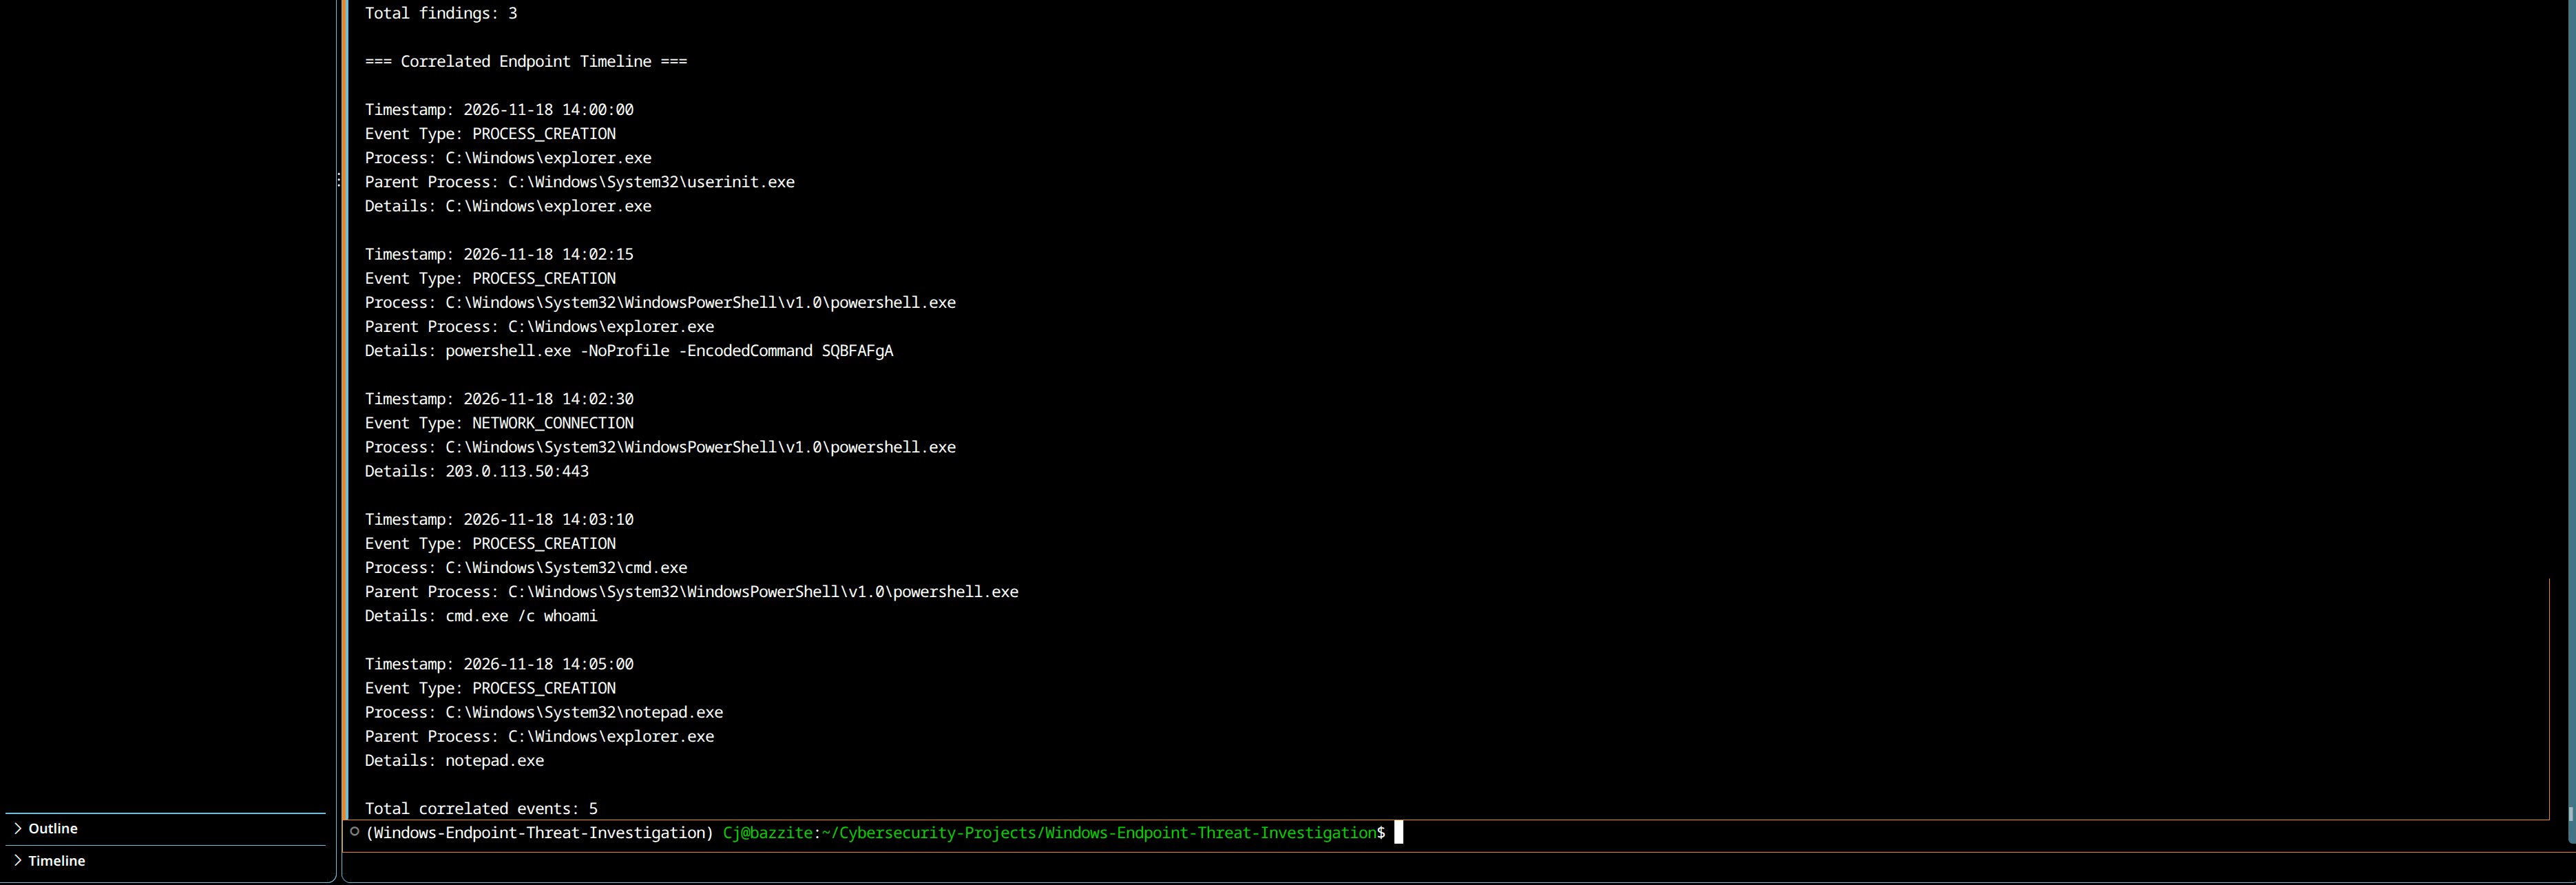 Total findings: 3
=== Correlated Endpoint Timeline ===
Timestamp: 2026-11-18 14:00:00
Event Type: PROCESS_CREATION
Process: C:\Windows\explorer.exe
Parent Process: C:\Windows\System32\userinit.exe
Details: C:\Windows\explorer.exe
Timestamp: 2026-11-18 14:02:15
Event Type: PROCESS_CREATION
Process: C:\Windows\System32\WindowsPowerShell\v1.0\powershell.exe
Parent Process: C:\Windows\explorer.exe
Details: powershell.exe -NoProfile -EncodedCommand SQBFAFgA
Timestamp: 2026-11-18 14:02:30
Event Type: NETWORK_CONNECTION
Process: C:\Windows\System32\WindowsPowerShell\v1.0\powershell.exe
Details: 203.0.113.50:443
Timestamp: 2026-11-18 14:03:10
Event Type: PROCESS_CREATION
Process: C:\Windows\System32\cmd.exe
Parent Process: C:\Windows\System32\WindowsPowerShell\v1.0\powershell.exe
Details: cmd.exe /c whoami
Timestamp: 2026-11-18 14:05:00
Event Type: PROCESS_CREATION
Process: C:\Windows\System32\notepad.exe
Parent Process: C:\Windows\explorer.exe
Details: notepad.exe
Total correlated events: 5
(Windows-Endpoint-Threat-Investigation) Cj@bazzite:~/Cybersecurity-Projects/Windows-Endpoint-Threat-Investigation$
Outline
Timeline